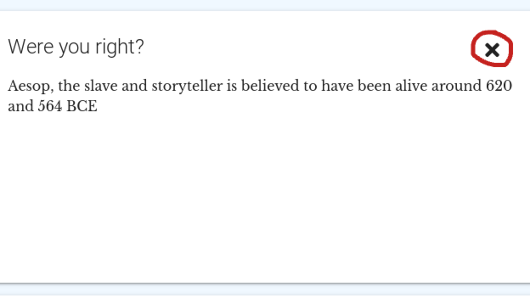 Were you right?
Aesop, the slave and storyteller is believed to have been alive around 620
and 564 BCE